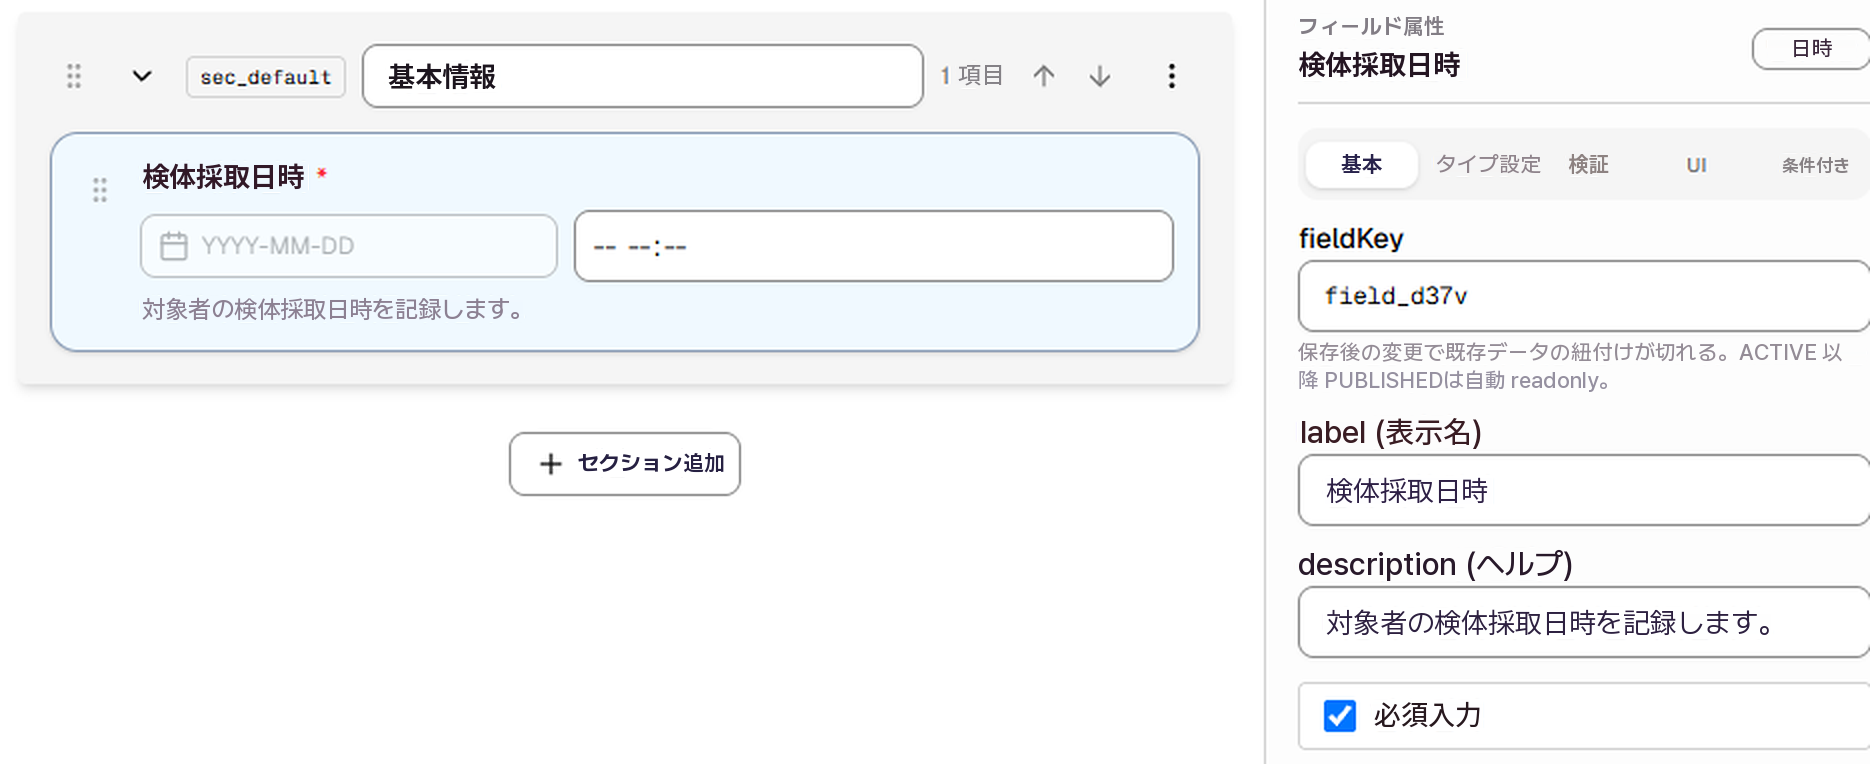 sec_default
基本情報
1 項目
検体採取日時 *
YYYY-MM-DD
-- --:--
対象者の検体採取日時を記録します。
セクション追加
フィールド属性
検体採取日時
日時
基本
タイプ設定
検証
UI
条件付き
fieldKey
field_d37v
保存後の変更で既存データの紐付けが切れる。ACTIVE 以
降 PUBLISHEDは自動 readonly。
label (表示名)
検体採取日時
description (ヘルプ)
対象者の検体採取日時を記録します。
必須入力